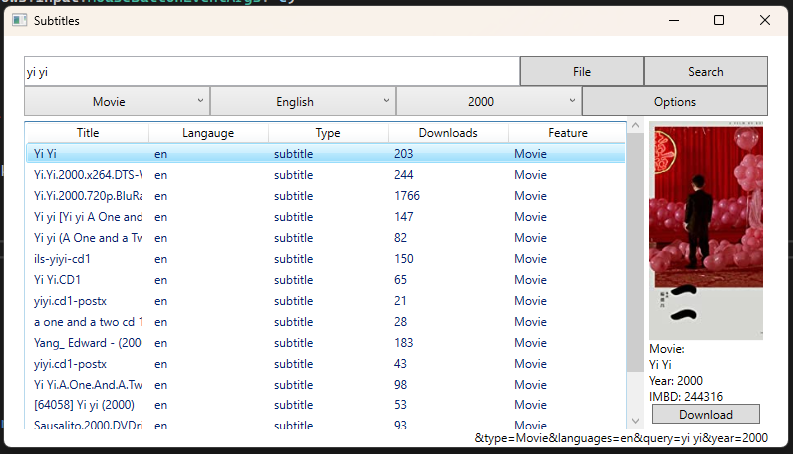 Subtitles
yi yi
File
Search
Movie
English
2000
Options
Title Langauge Type Downloads Feature
Yi Yi en subtitle 203 Movie
Yi.Yi.2000.x264.DTS- en subtitle 244 Movie
Yi.Yi.2000.720p.BluRa en subtitle 1766 Movie
Yi yi [Yi yi A One and en subtitle 147 Movie
Yi yi (A One and a Tw en subtitle 82 Movie
ils-yiyi-cd1 en subtitle 150 Movie
Yi Yi.CD1 en subtitle 65 Movie
yiyi.cd1-postx en subtitle 21 Movie
a one and a two cd 1 en subtitle 28 Movie
Yang_ Edward - (200 en subtitle 183 Movie
yiyi.cd1-postx en subtitle 43 Movie
Yi Yi.A.One.And.A.Tw en subtitle 98 Movie
[64058] Yi yi (2000) en subtitle 53 Movie
Sausalito.2000.DVDr en subtitle 93 Movie
一
一
Movie:
Yi Yi
Year: 2000
IMBD: 244316
Download
&type=Movie&languages=en&query=yi yi&year=2000